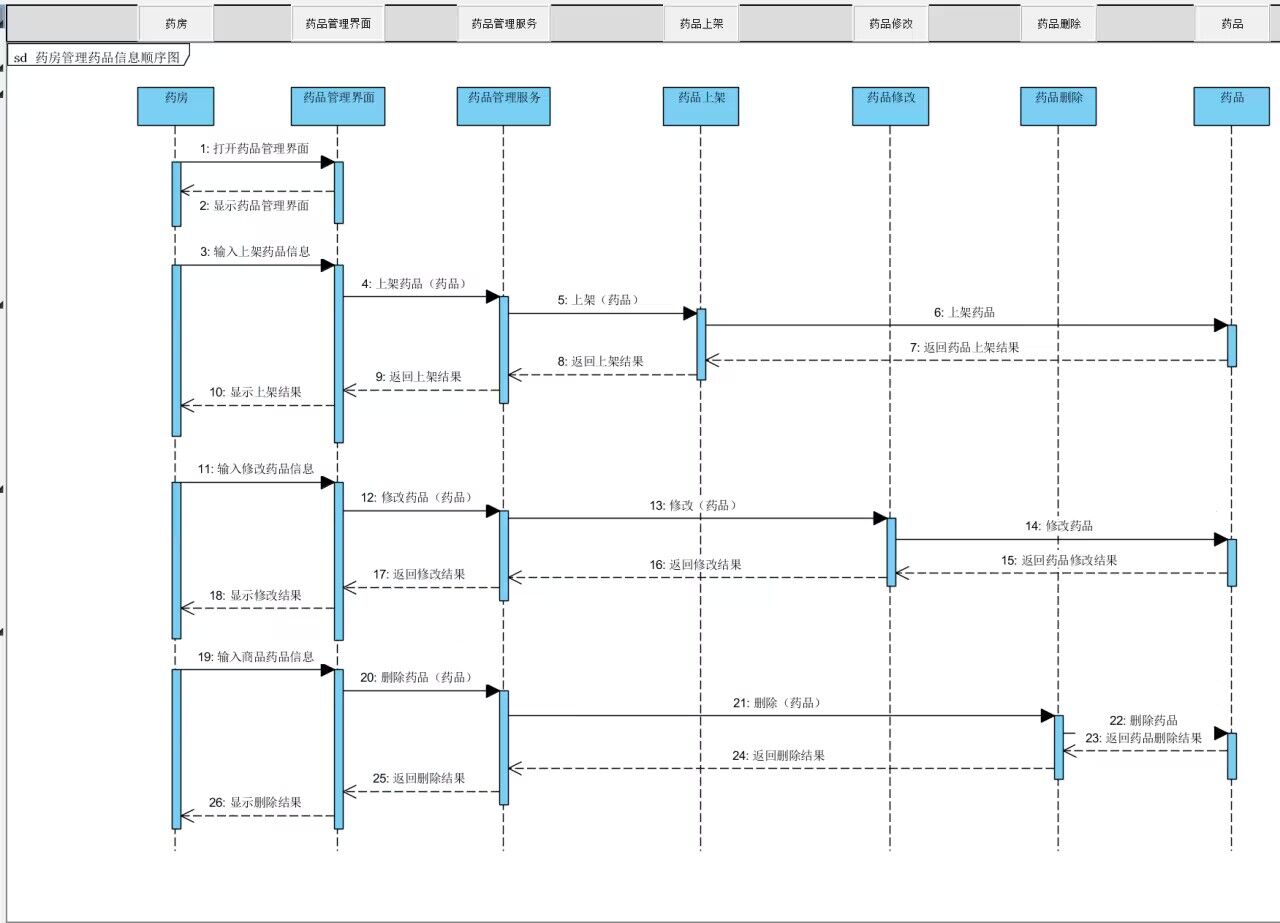 药房 药品管理界面 药品管理服务 药品上架 药品修改 药品删除 药品
sd 药房管理药品信息顺序图
药房 药品管理界面 药品管理服务 药品上架 药品修改 药品删除 药品
1: 打开药品管理界面
2: 显示药品管理界面
3: 输入上架药品信息
4: 上架药品（药品）
5: 上架（药品）
6: 上架药品
7: 返回药品上架结果
8: 返回上架结果
9: 返回上架结果
10: 显示上架结果
11: 输入修改药品信息
12: 修改药品（药品）
13: 修改（药品）
14: 修改药品
15: 返回药品修改结果
16: 返回修改结果
17: 返回修改结果
18: 显示修改结果
19: 输入商品药品信息
20: 删除药品（药品）
21: 删除（药品）
22: 删除药品
23: 返回药品删除结果
24: 返回删除结果
25: 返回删除结果
26: 显示删除结果